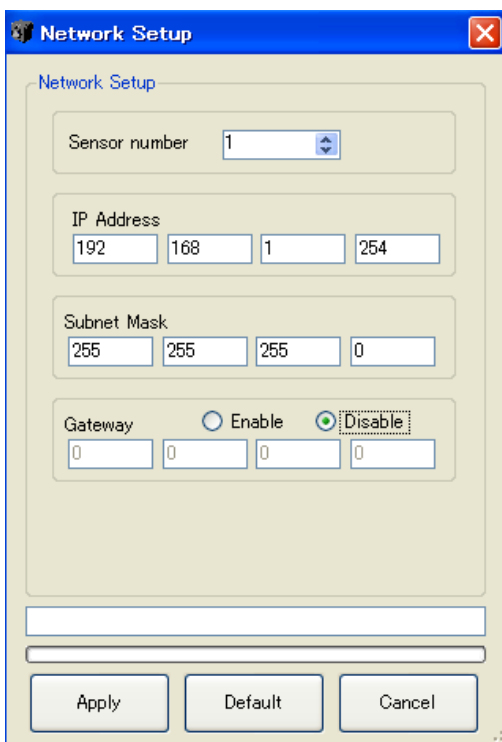 Network Setup
Network Setup
Sensor number 1
IP Address
192 168 1 254
Subnet Mask
255 255 255 0
Gateway Enable Disable
0 0 0 0
Apply Default Cancel